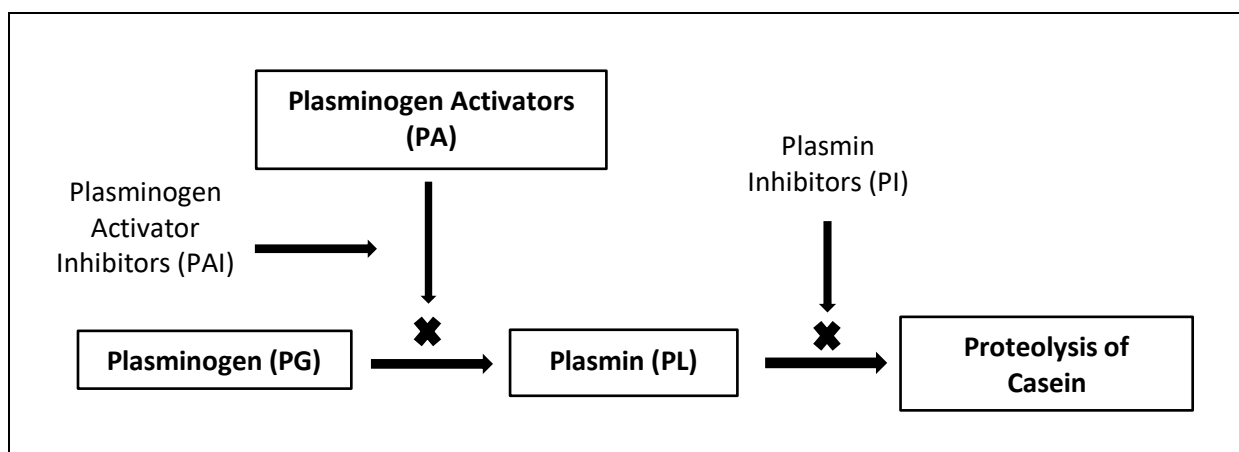 Plasminogen Activators
(PA)
Plasmin
Inhibitors (PI)
Plasminogen
Activator
Inhibitors (PAI)
Plasminogen (PG)
Plasmin (PL)
Proteolysis of
Casein